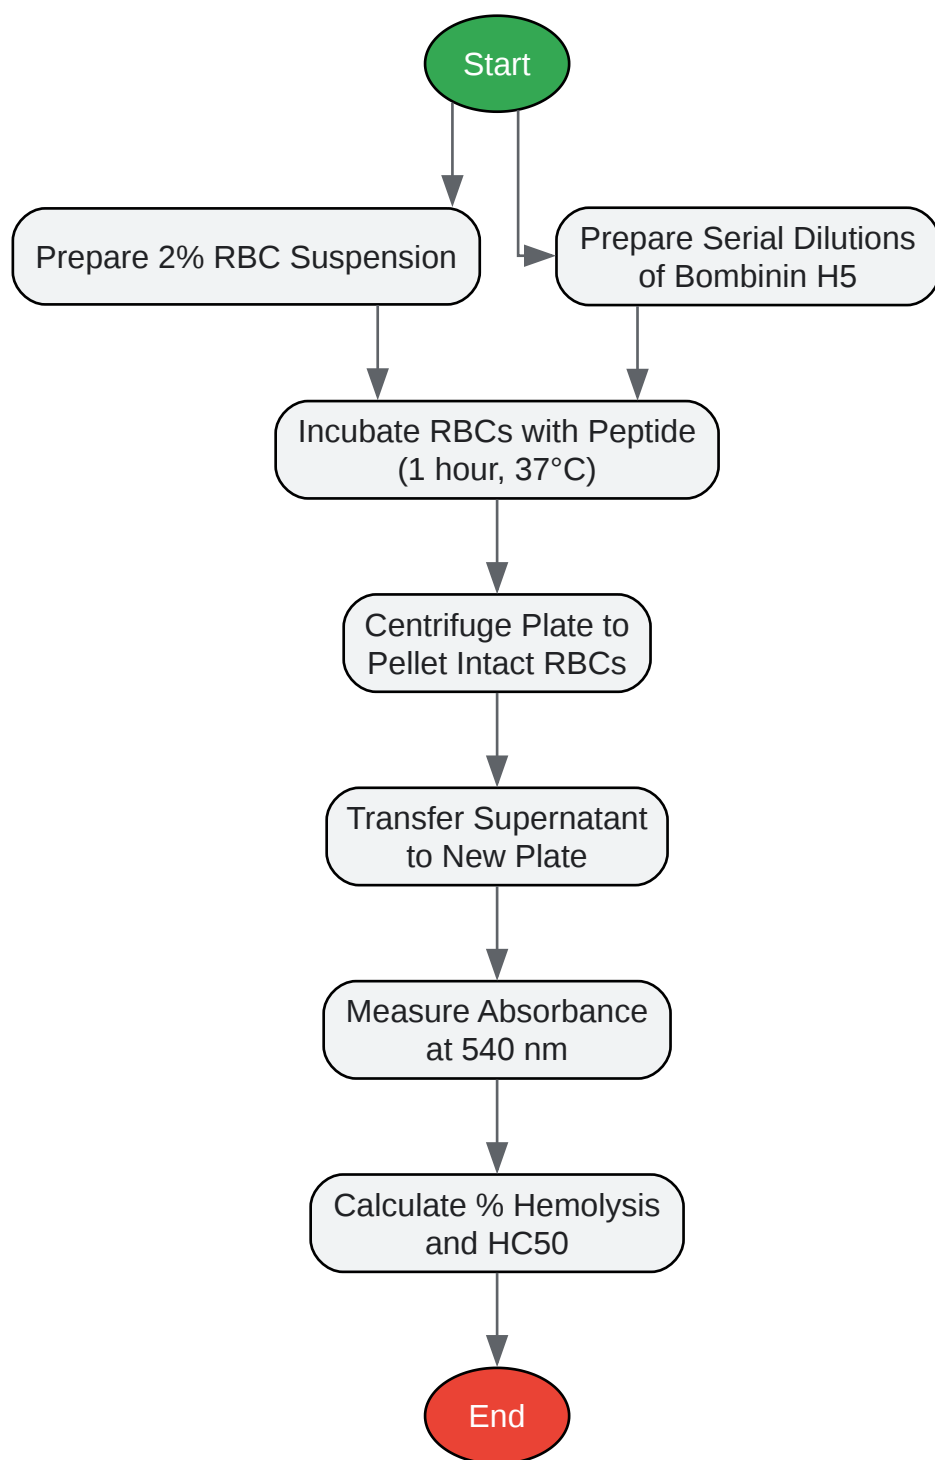 Start
Prepare 2% RBC Suspension
Prepare Serial Dilutions
of Bombinin H5
Incubate RBCs with Peptide
(1 hour, 37°C)
Centrifuge Plate to
Pellet Intact RBCs
Transfer Supernatant
to New Plate
Measure Absorbance
at 540 nm
Calculate % Hemolysis
and HC50
End